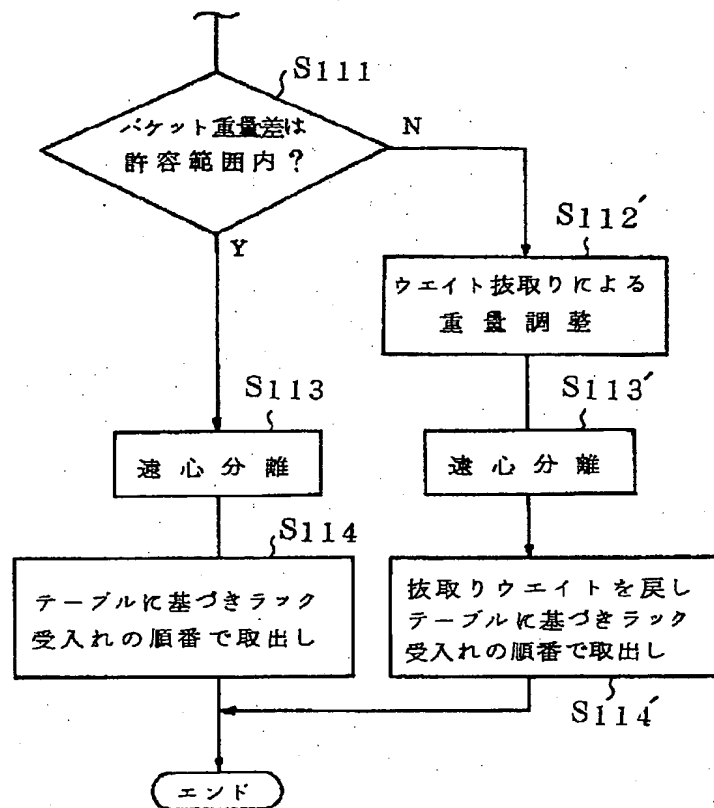 S111
バケット重量差は
許容範囲内？
N
Y
S112′
ウエイト抜取りによる
重量調整
S113
遠心分離
S113′
遠心分離
S114
テーブルに基づきラック
受入れの順番で取出し
抜取りウエイトを戻し
テーブルに基づきラック
受入れの順番で取出し
S114′
エンド